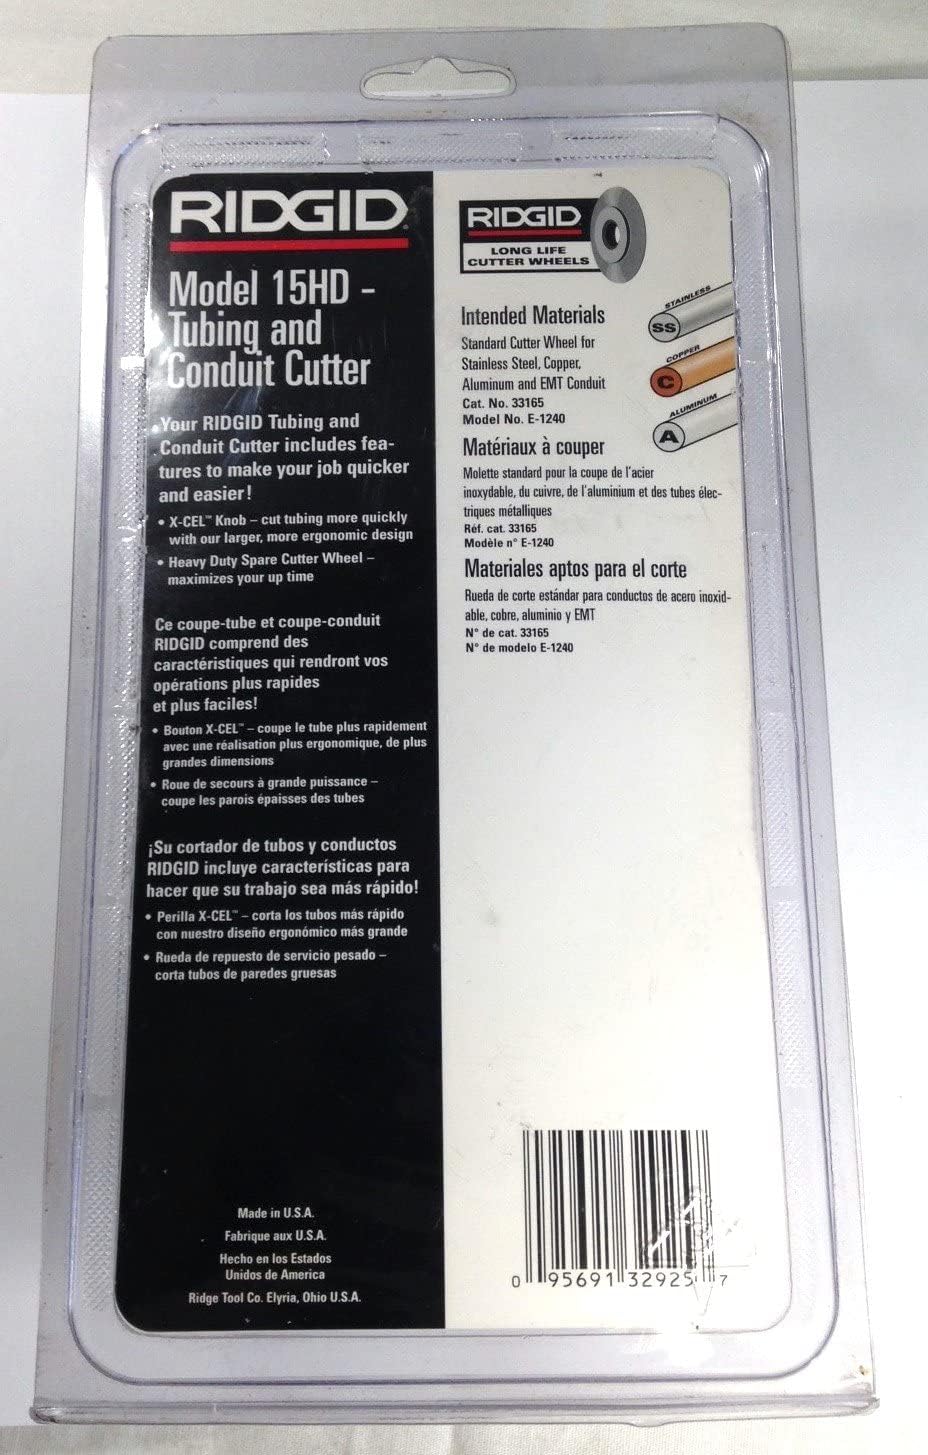 RIDGID
Model 15HD -
Tubing and
Conduit Cutter
Your RIDGID Tubing and
Conduit Cutter includes fea-
tures to make your job quicker
and easier!
• X-CEL™ Knob – cut tubing more quickly
with our larger, more ergonomic design
• Heavy Duty Spare Cutter Wheel –
maximizes your up time
Ce coupe-tube et coupe-conduit
RIDGID comprend des
caractéristiques qui rendront vos
opérations plus rapides
et plus faciles!
• Bouton X-CEL™ – coupe le tube plus rapidement
avec une réalisation plus ergonomique, de plus
grandes dimensions
• Roue de secours à grande puissance –
coupe les parois épaisses des tubes
¡Su cortador de tubos y conductos
RIDGID incluye características para
hacer que su trabajo sea más rápido!
• Perilla X-CEL™ – corta los tubos más rápido
con nuestro diseño ergonómico más grande
• Rueda de repuesto de servicio pesado –
corta tubos de paredes gruesas
Made in U.S.A.
Fabrique aux U.S.A.
Hecho en los Estados
Unidos de America
Ridge Tool Co. Elyria, Ohio U.S.A.
RIDGID
LONG LIFE
CUTTER WHEELS
Intended Materials
Standard Cutter Wheel for
Stainless Steel, Copper,
Aluminum and EMT Conduit
Cat. No. 33165
Model No. E-1240
STAINLESS
SS
COPPER
C
ALUMINUM
A
Matériaux à couper
Molette standard pour la coupe de l'acier
inoxydable, du cuivre, de l'aluminium et des tubes élec-
triques métalliques
Réf. cat. 33165
Modèle n° E-1240
Materiales aptos para el corte
Rueda de corte estándar para conductos de acero inoxid-
able, cobre, aluminio y EMT
N° de cat. 33165
N° de modelo E-1240
0 95691 32925 7